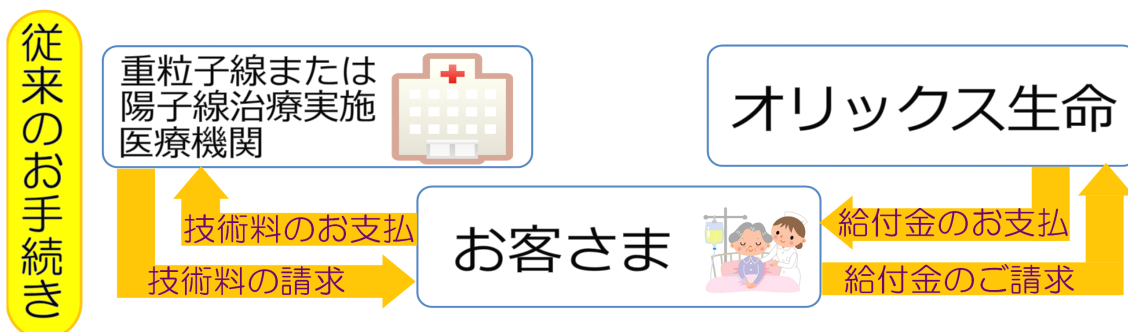 従来のお手続き
重粒子線または
陽子線治療実施
医療機関
オリックス生命
技術料のお支払
給付金のお支払
お客さま
技術料の請求
給付金のご請求